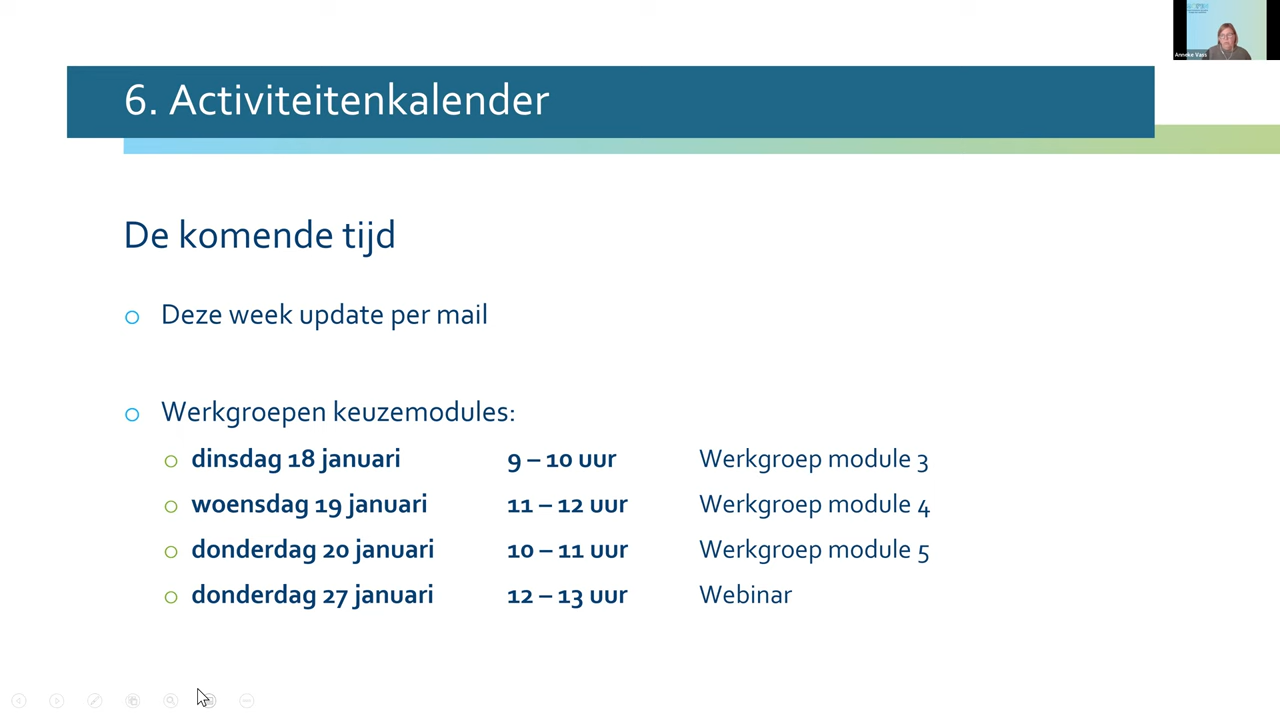 6. Activiteitenkalender
De komende tijd
Deze week update per mail
Werkgroepen keuzemodules:
dinsdag 18 januari 9 – 10 uur Werkgroep module 3
woensdag 19 januari 11 – 12 uur Werkgroep module 4
donderdag 20 januari 10 – 11 uur Werkgroep module 5
donderdag 27 januari 12 – 13 uur Webinar
Anneke Vaas